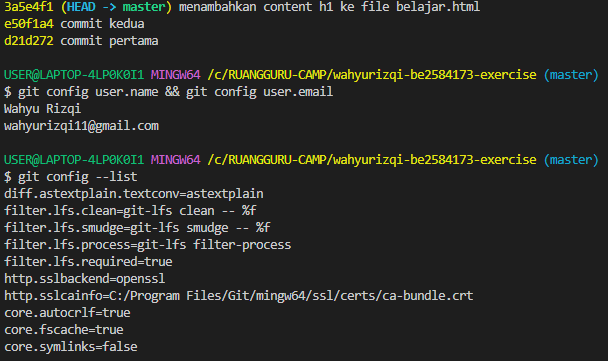 3a5e4f1 (HEAD -> master) menambahkan content h1 ke file belajar.html
e50f1a4 commit kedua
d21d272 commit pertama
USER@LAPTOP-4LP0K0I1 MINGW64 /c/RUANGGURU-CAMP/wahyurizqi-be2584173-exercise (master)
$ git config user.name && git config user.email
Wahyu Rizqi
wahyurizqi11@gmail.com
USER@LAPTOP-4LP0K0I1 MINGW64 /c/RUANGGURU-CAMP/wahyurizqi-be2584173-exercise (master)
$ git config --list
diff.astextplain.textconv=astextplain
filter.lfs.clean=git-lfs clean -- %f
filter.lfs.smudge=git-lfs smudge -- %f
filter.lfs.process=git-lfs filter-process
filter.lfs.required=true
http.sslbackend=openssl
http.sslcainfo=C:/Program Files/Git/mingw64/ssl/certs/ca-bundle.crt
core.autocrlf=true
core.fscache=true
core.symlinks=false